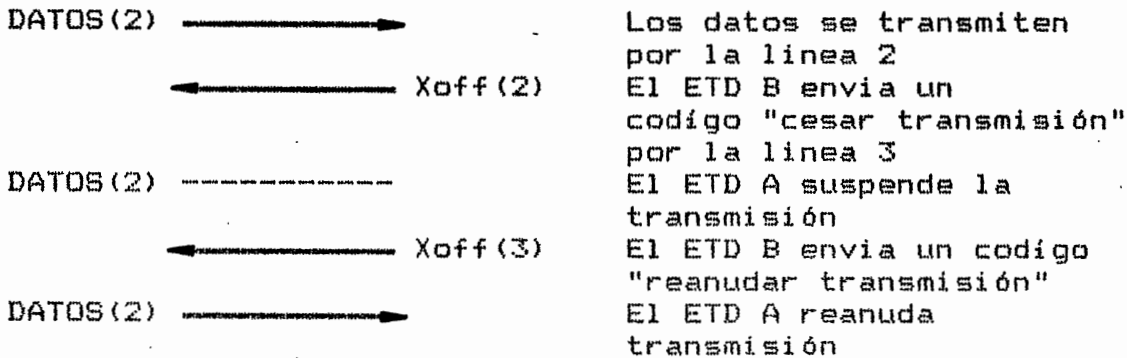 DATOS(2) Los datos se transmiten
por la linea 2
Xoff(2) El ETD B envia un
codígo "cesar transmisión"
por la linea 3
DATOS(2) El ETD A suspende la
transmisión
Xoff(3) El ETD B envia un codígo
"reanudar transmisión"
DATOS(2) El ETD A reanuda
transmisión